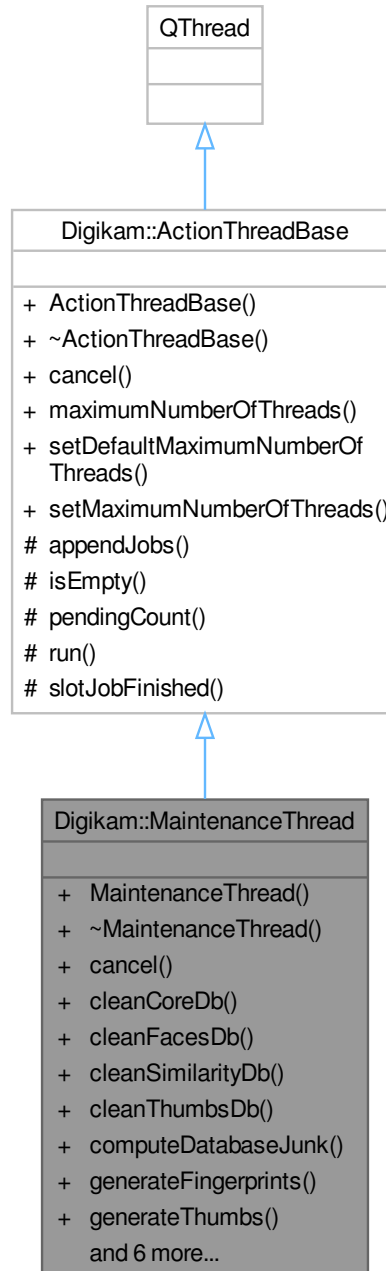 QThread
Digikam::ActionThreadBase
+ ActionThreadBase()
+ ~ActionThreadBase()
+ cancel()
+ maximumNumberOfThreads()
+ setDefaultMaximumNumberOf
Threads()
+ setMaximumNumberOfThreads()
# appendJobs()
# isEmpty()
# pendingCount()
# run()
# slotJobFinished()
Digikam::MaintenanceThread
+ MaintenanceThread()
+ ~MaintenanceThread()
+ cancel()
+ cleanCoreDb()
+ cleanFacesDb()
+ cleanSimilarityDb()
+ cleanThumbsDb()
+ computeDatabaseJunk()
+ generateFingerprints()
+ generateThumbs()
and 6 more...